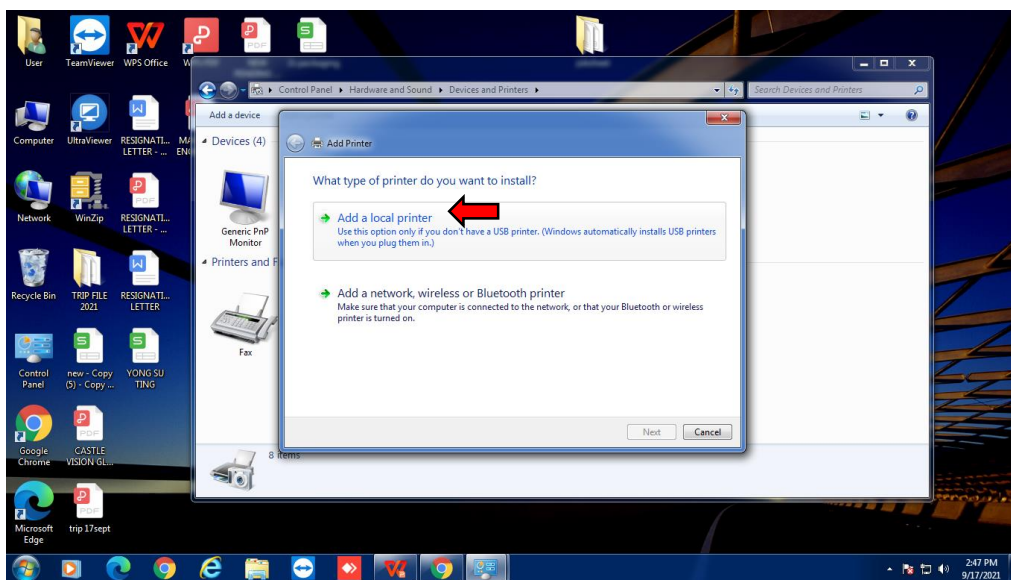 User
TeamViewer
WPS Office
PDF
Control Panel
Hardware and Sound
Devices and Printers
Search Devices and Printers
Add a device
Computer
UltraViewer
RESIGNATI...
LETTER - ...
Devices (4)
Add Printer
What type of printer do you want to install?
Add a local printer
Use this option only if you don't have a USB printer. (Windows automatically installs USB printers
when you plug them in.)
Add a network, wireless or Bluetooth printer
Make sure that your computer is connected to the network, or that your Bluetooth or wireless
printer is turned on.
Next
Cancel
Network
WinZip
PDF
RESIGNATI...
LETTER - ...
Generic PnP
Monitor
Printers and F
Recycle Bin
TRIP FILE
2021
RESIGNATI...
LETTER
Fax
Control
Panel
new - Copy
(5) - Copy ...
YONG SU
TING
Google
Chrome
PDF
CASTLE
VISION GL...
8 items
Microsoft
Edge
PDF
trip 17sept
2:47 PM
9/17/2021